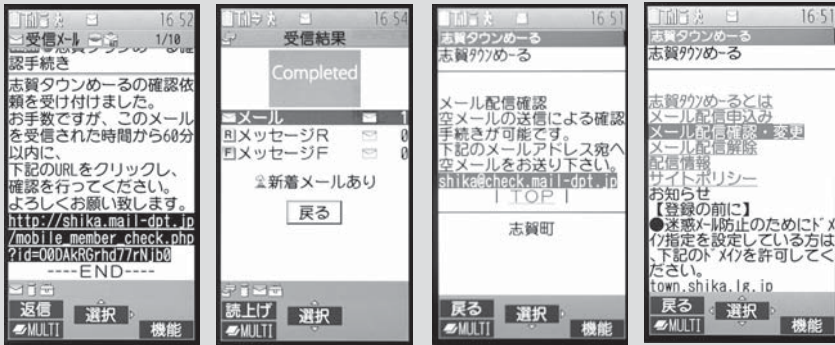 16:52
受信メール 1/10
認手続き
志賀タウンめーるの確認依
頼を受け付けました。
お手数ですが、このメール
を受信された時間から60分
以内に、
下記のURLをクリックし、
確認を行ってください。
よろしくお願い致します。
http://shika.mail-dpt.jp
/mobile_member_check.php
?id=O0DAkRGrhd77rNjb0
----END----
返信
選択
MULTI
機能
16:54
受信結果
Completed
メール 1
R メッセージR 0
F メッセージF 0
新着メールあり
戻る
読上げ
選択
MULTI
機能
16:51
志賀タウンめーる
志賀タウンめーる
メール配信確認
空メールの送信による確認
手続きが可能です。
下記のメールアドレス宛へ
空メールをお送り下さい。
shika@check.mail-dpt.jp
| TOP |
志賀町
戻る
選択
MULTI
機能
16:51
志賀タウンめーる
志賀タウンめーる
志賀タウンめーるとは
メール配信申込み
メール配信確認・変更
メール配信解除
配信情報
サイトポリシー
お知らせ
【登録の前に】
●迷惑メール防止のためにドメ
イン指定を設定している方は
、下記のドメインを許可してく
ださい。
town.shika.lg.jp
戻る
選択
MULTI
機能